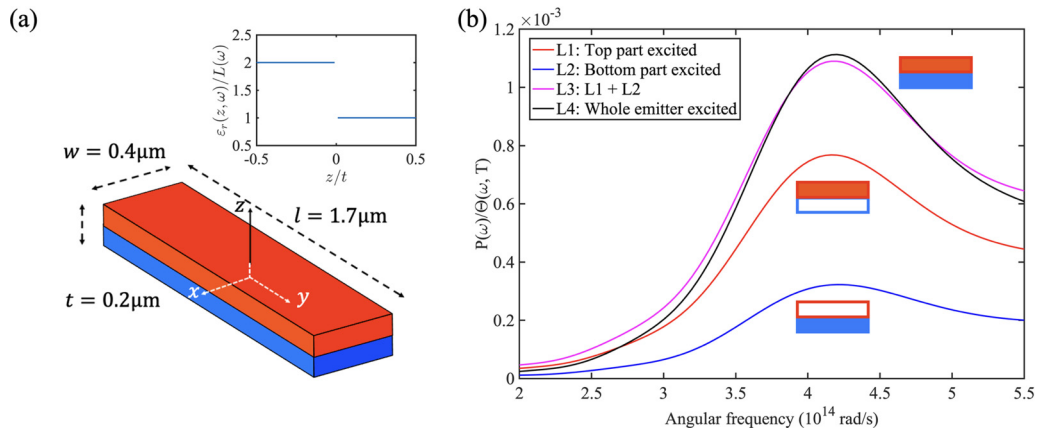 (a)
ε_r(z, ω)/L(ω)
2.5
2
1.5
1
0.5
-0.5
0
0.5
z/t
w = 0.4μm
l = 1.7μm
z
x
y
t = 0.2μm
(b)
×10⁻³
1.2
1
0.8
0.6
0.4
0.2
0
P(ω)/Θ(ω, T)
L1: Top part excited
L2: Bottom part excited
L3: L1 + L2
L4: Whole emitter excited
2
2.5
3
3.5
4
4.5
5
5.5
Angular frequency (10¹⁴ rad/s)